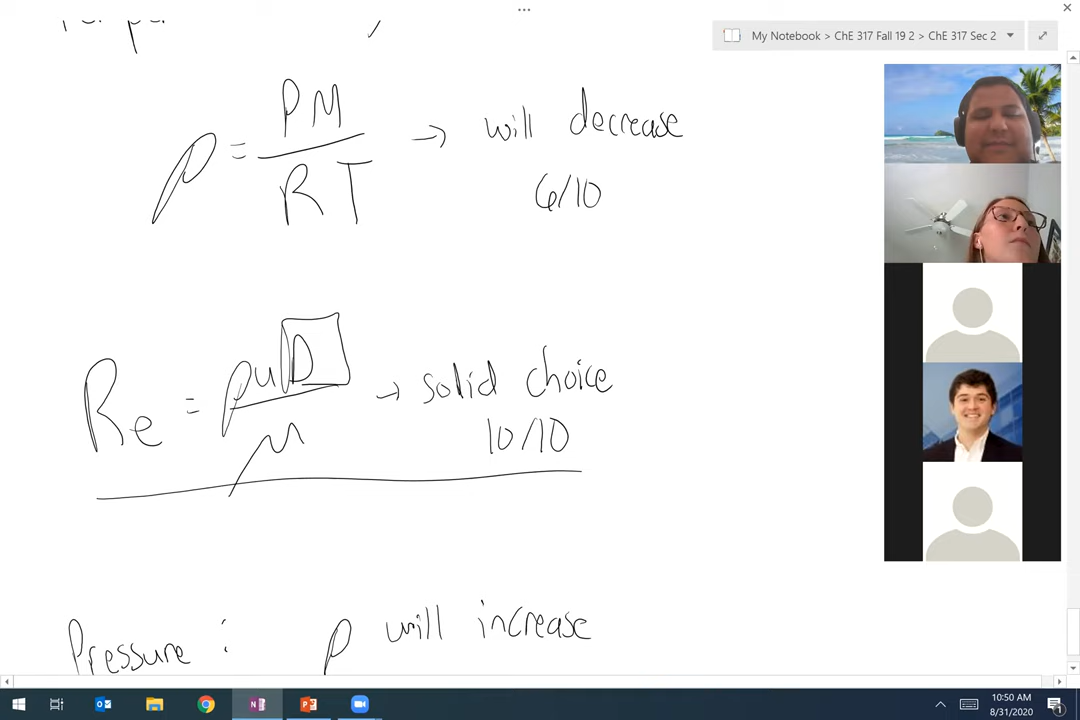 My Notebook > ChE 317 Fall 19 2 > ChE 317 Sec 2
ρ = PM / RT → will decrease
6/10
Re = ρuD / μ → solid choice
10/10
Pressure : ρ will increase
10:50 AM
8/31/2020